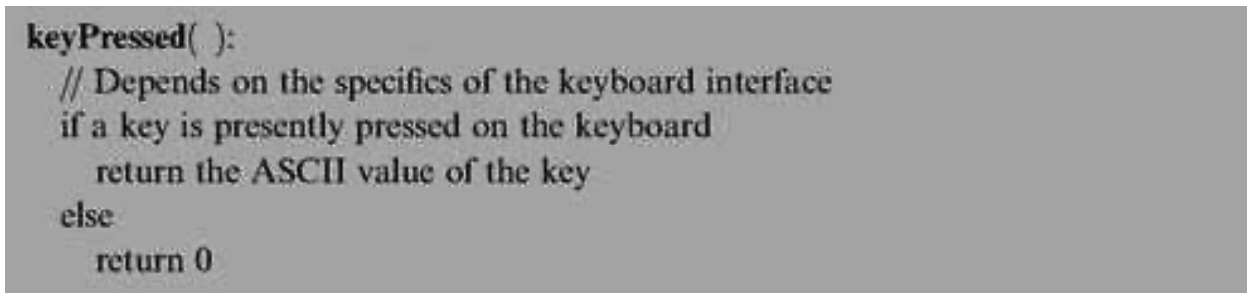 keyPressed( ):
// Depends on the specifics of the keyboard interface
if a key is presently pressed on the keyboard
return the ASCII value of the key
else
return 0